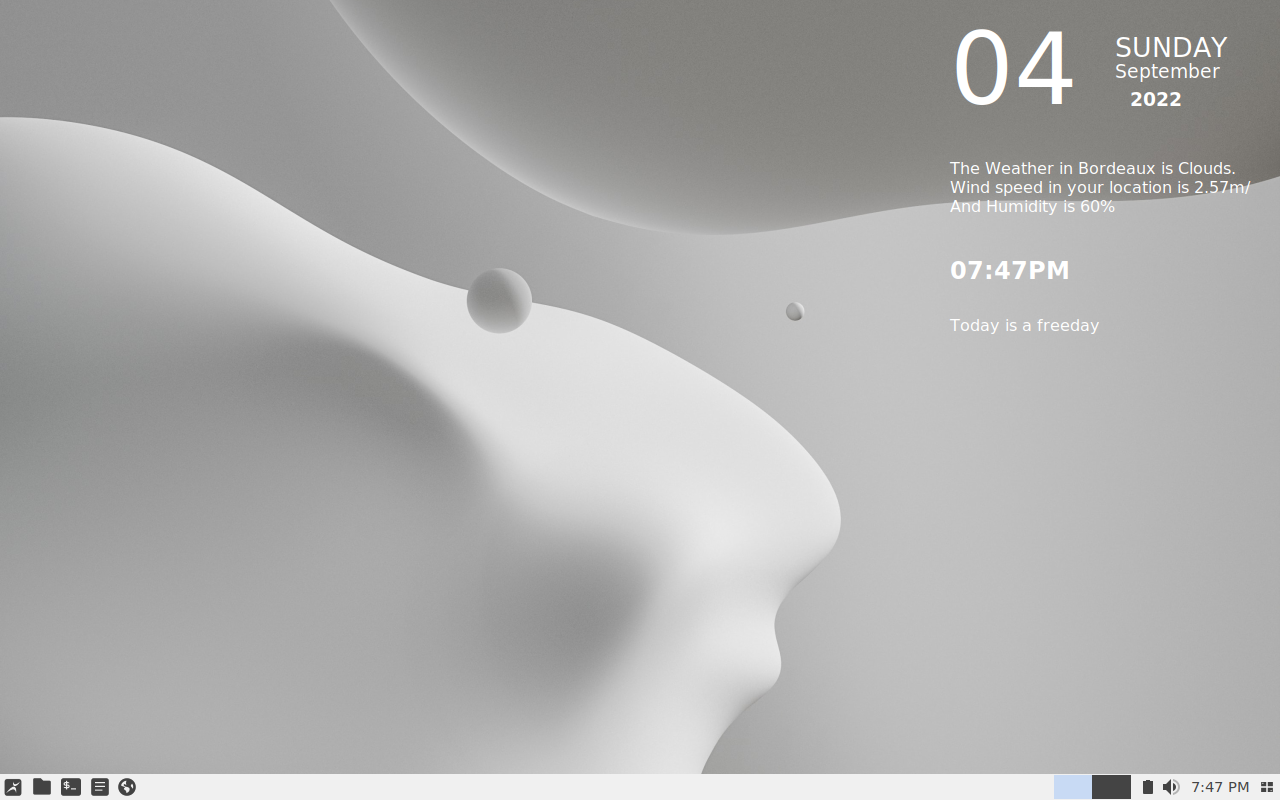 04
SUNDAY
September
2022
The Weather in Bordeaux is Clouds.
Wind speed in your location is 2.57m/
And Humidity is 60%
07:47PM
Today is a freeday
$_
7:47 PM